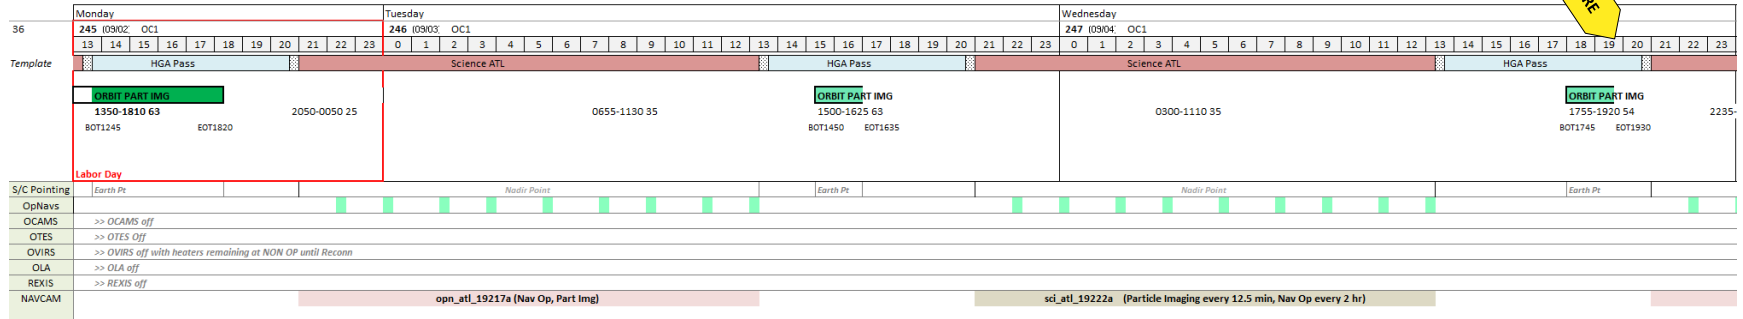 RE
Monday Tuesday Wednesday
36 245 (09/02) OC1 246 (09/03) OC1 247 (09/04) OC1
13 14 15 16 17 18 19 20 21 22 23 0 1 2 3 4 5 6 7 8 9 10 11 12 13 14 15 16 17 18 19 20 21 22 23 0 1 2 3 4 5 6 7 8 9 10 11 12 13 14 15 16 17 18 19 20 21 22 23
Template HGA Pass Science ATL HGA Pass Science ATL HGA Pass
ORBIT PART IMG ORBIT PART IMG ORBIT PART IMG
1350-1810 63 2050-0050 25 0655-1130 35 1500-1625 63 0300-1110 35 1755-1920 54 2235-
BOT1245 EOT1820 BOT1450 EOT1635 BOT1745 EOT1930
Labor Day
S/C Pointing Earth Pt Nadir Point Earth Pt Nadir Point Earth Pt
OpNavs
OCAMS >> OCAMS off
OTES >> OTES Off
OVIRS >> OVIRS off with heaters remaining at NON OP until Reconn
OLA >> OLA off
REXIS >> REXIS off
NAVCAM opn_atl_19217a (Nav Op, Part Img) sci_atl_19222a (Particle Imaging every 12.5 min, Nav Op every 2 hr)